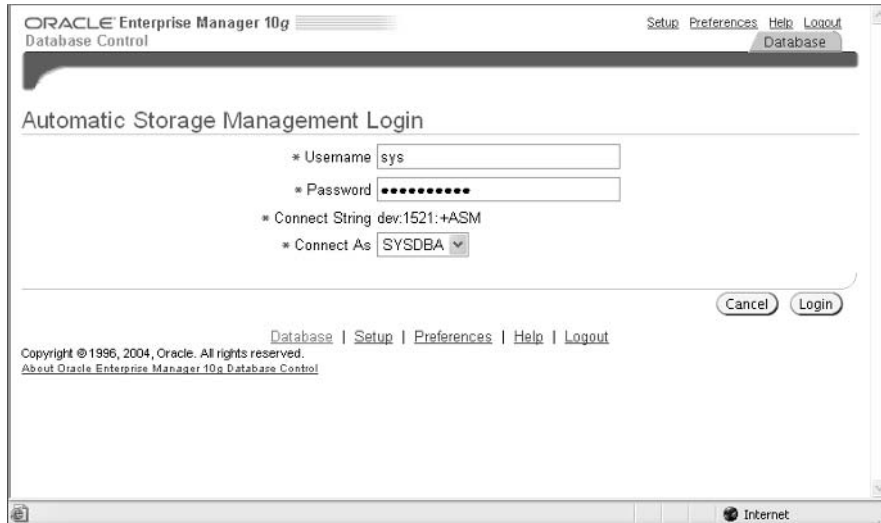 ORACLE Enterprise Manager 10g
Database Control
Setup Preferences Help Logout
Database
Automatic Storage Management Login
* Username sys
* Password ●●●●●●●●●●
* Connect String dev:1521:+ASM
* Connect As SYSDBA
Cancel Login
Database | Setup | Preferences | Help | Logout
Copyright © 1996, 2004, Oracle. All rights reserved.
About Oracle Enterprise Manager 10g Database Control
Internet